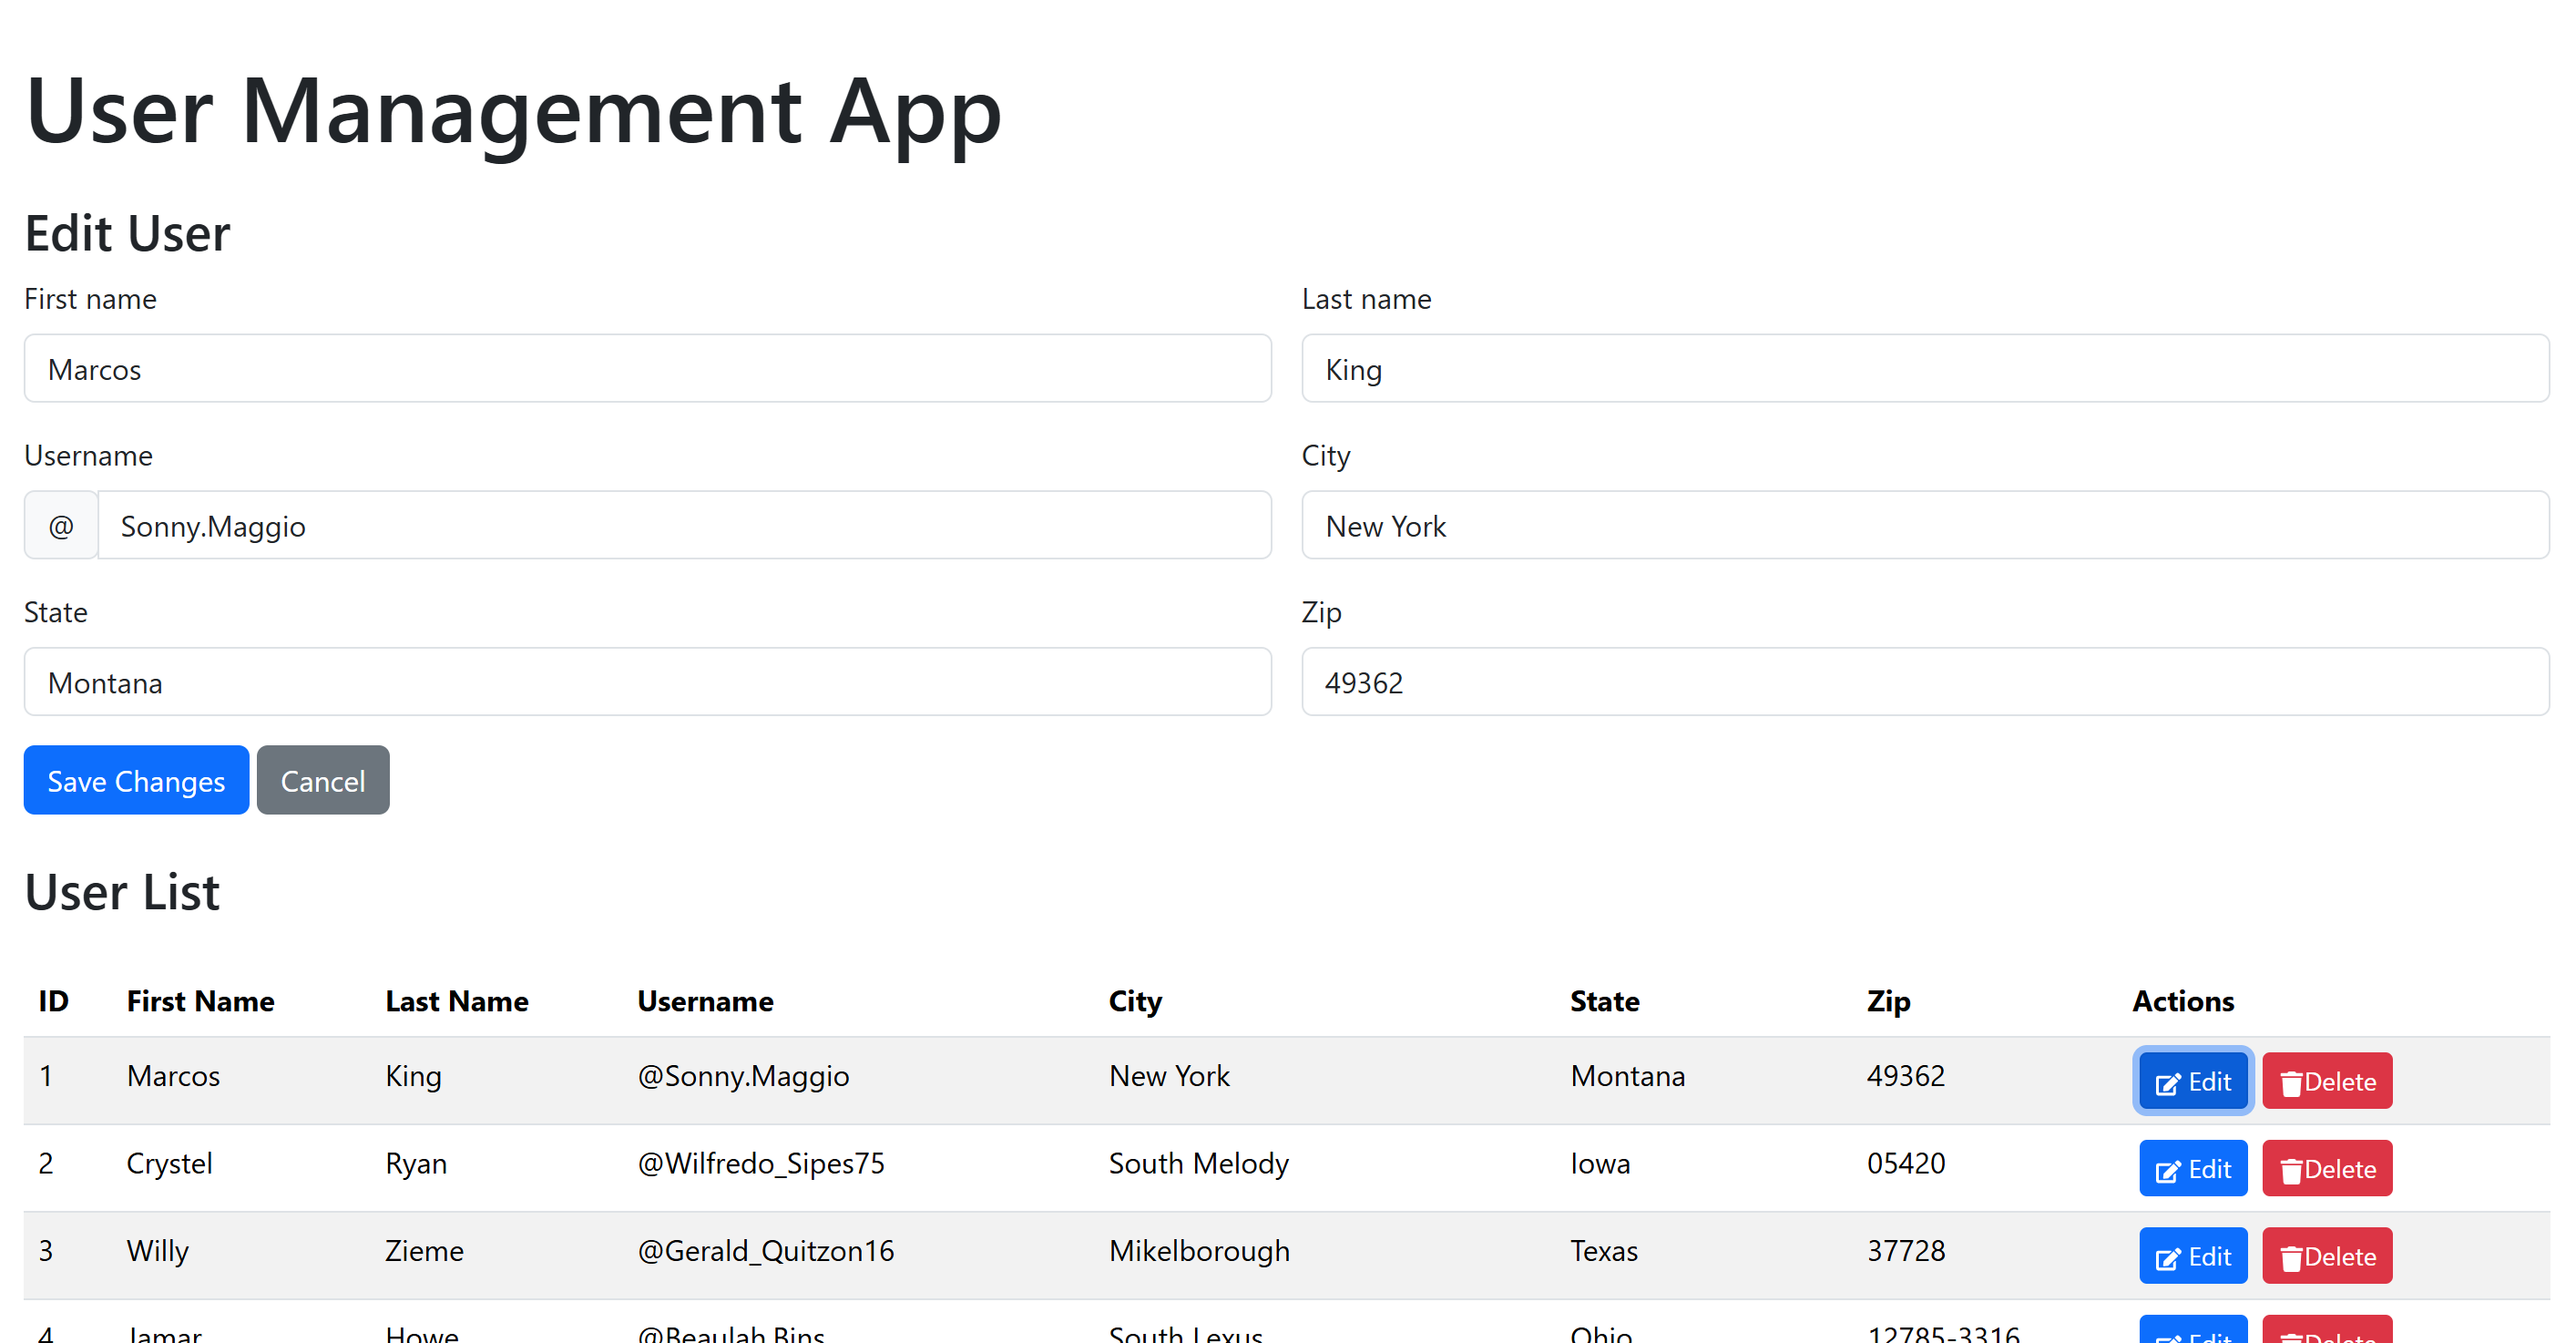 User Management App
Edit User
First name Last name
Marcos King
Username City
@ Sonny.Maggio New York
State Zip
Montana 49362
Save Changes Cancel
User List
ID First Name Last Name Username City State Zip Actions
1 Marcos King @Sonny.Maggio New York Montana 49362 Edit Delete
2 Crystel Ryan @Wilfredo_Sipes75 South Melody Iowa 05420 Edit Delete
3 Willy Zieme @Gerald_Quitzon16 Mikelborough Texas 37728 Edit Delete
4 Jamar Howe @Beaulah.Bins South Lexus Ohio 12785-3316 Edit Delete